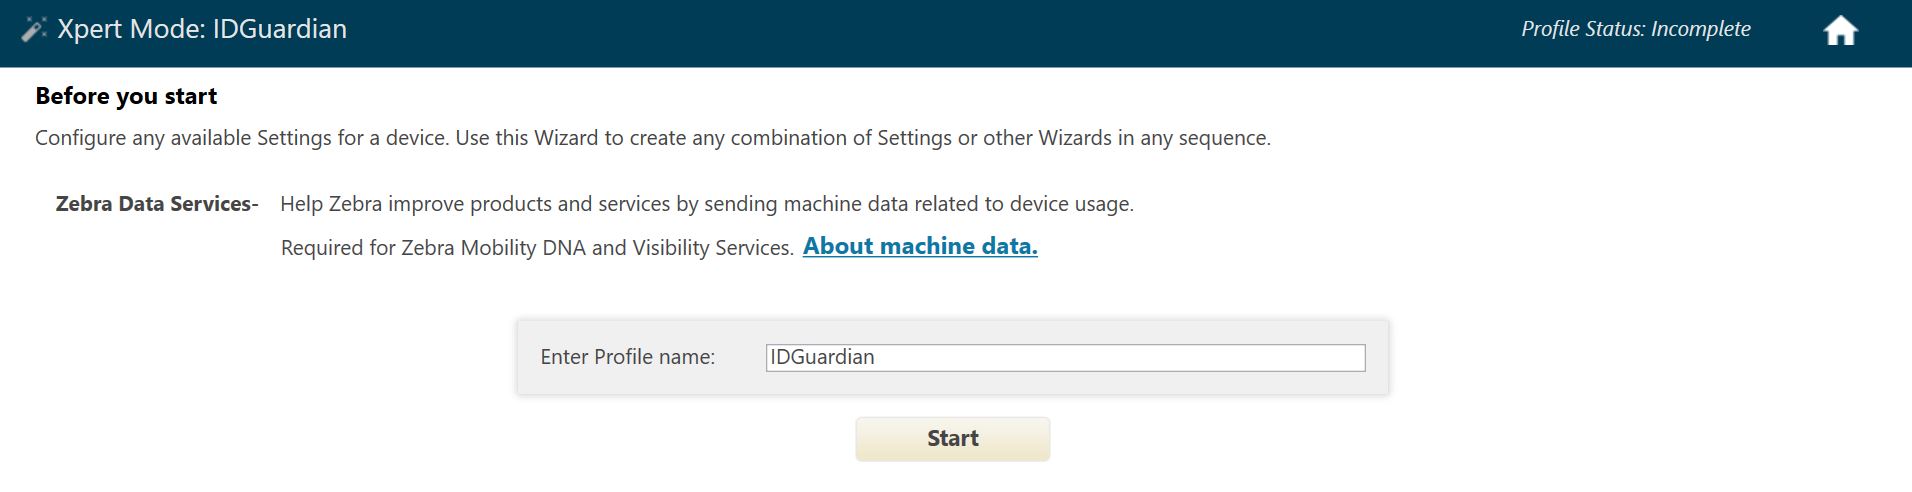 Xpert Mode: IDGuardian
Profile Status: Incomplete
Before you start
Configure any available Settings for a device. Use this Wizard to create any combination of Settings or other Wizards in any sequence.
Zebra Data Services- Help Zebra improve products and services by sending machine data related to device usage.
Required for Zebra Mobility DNA and Visibility Services. About machine data.
Enter Profile name: IDGuardian
Start